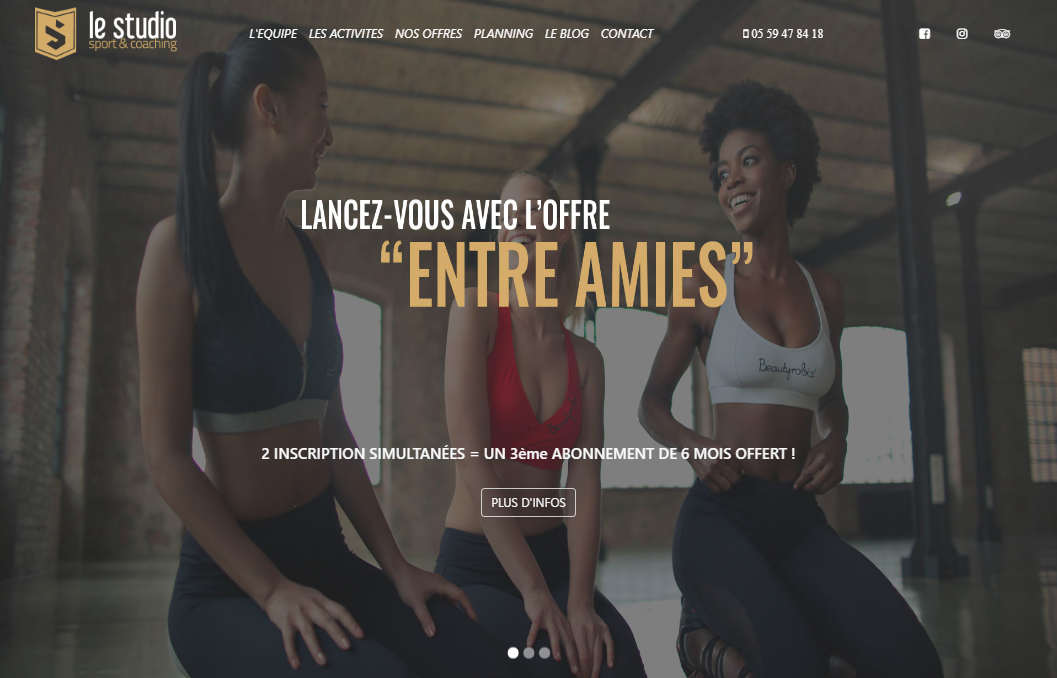 le studio
sport & coaching
L'EQUIPE LES ACTIVITES NOS OFFRES PLANNING LE BLOG CONTACT
05 59 47 84 18
LANCEZ-VOUS AVEC L'OFFRE
“ENTRE AMIES”
Beautyrobic
2 INSCRIPTION SIMULTANÉES = UN 3ème ABONNEMENT DE 6 MOIS OFFERT !
PLUS D'INFOS